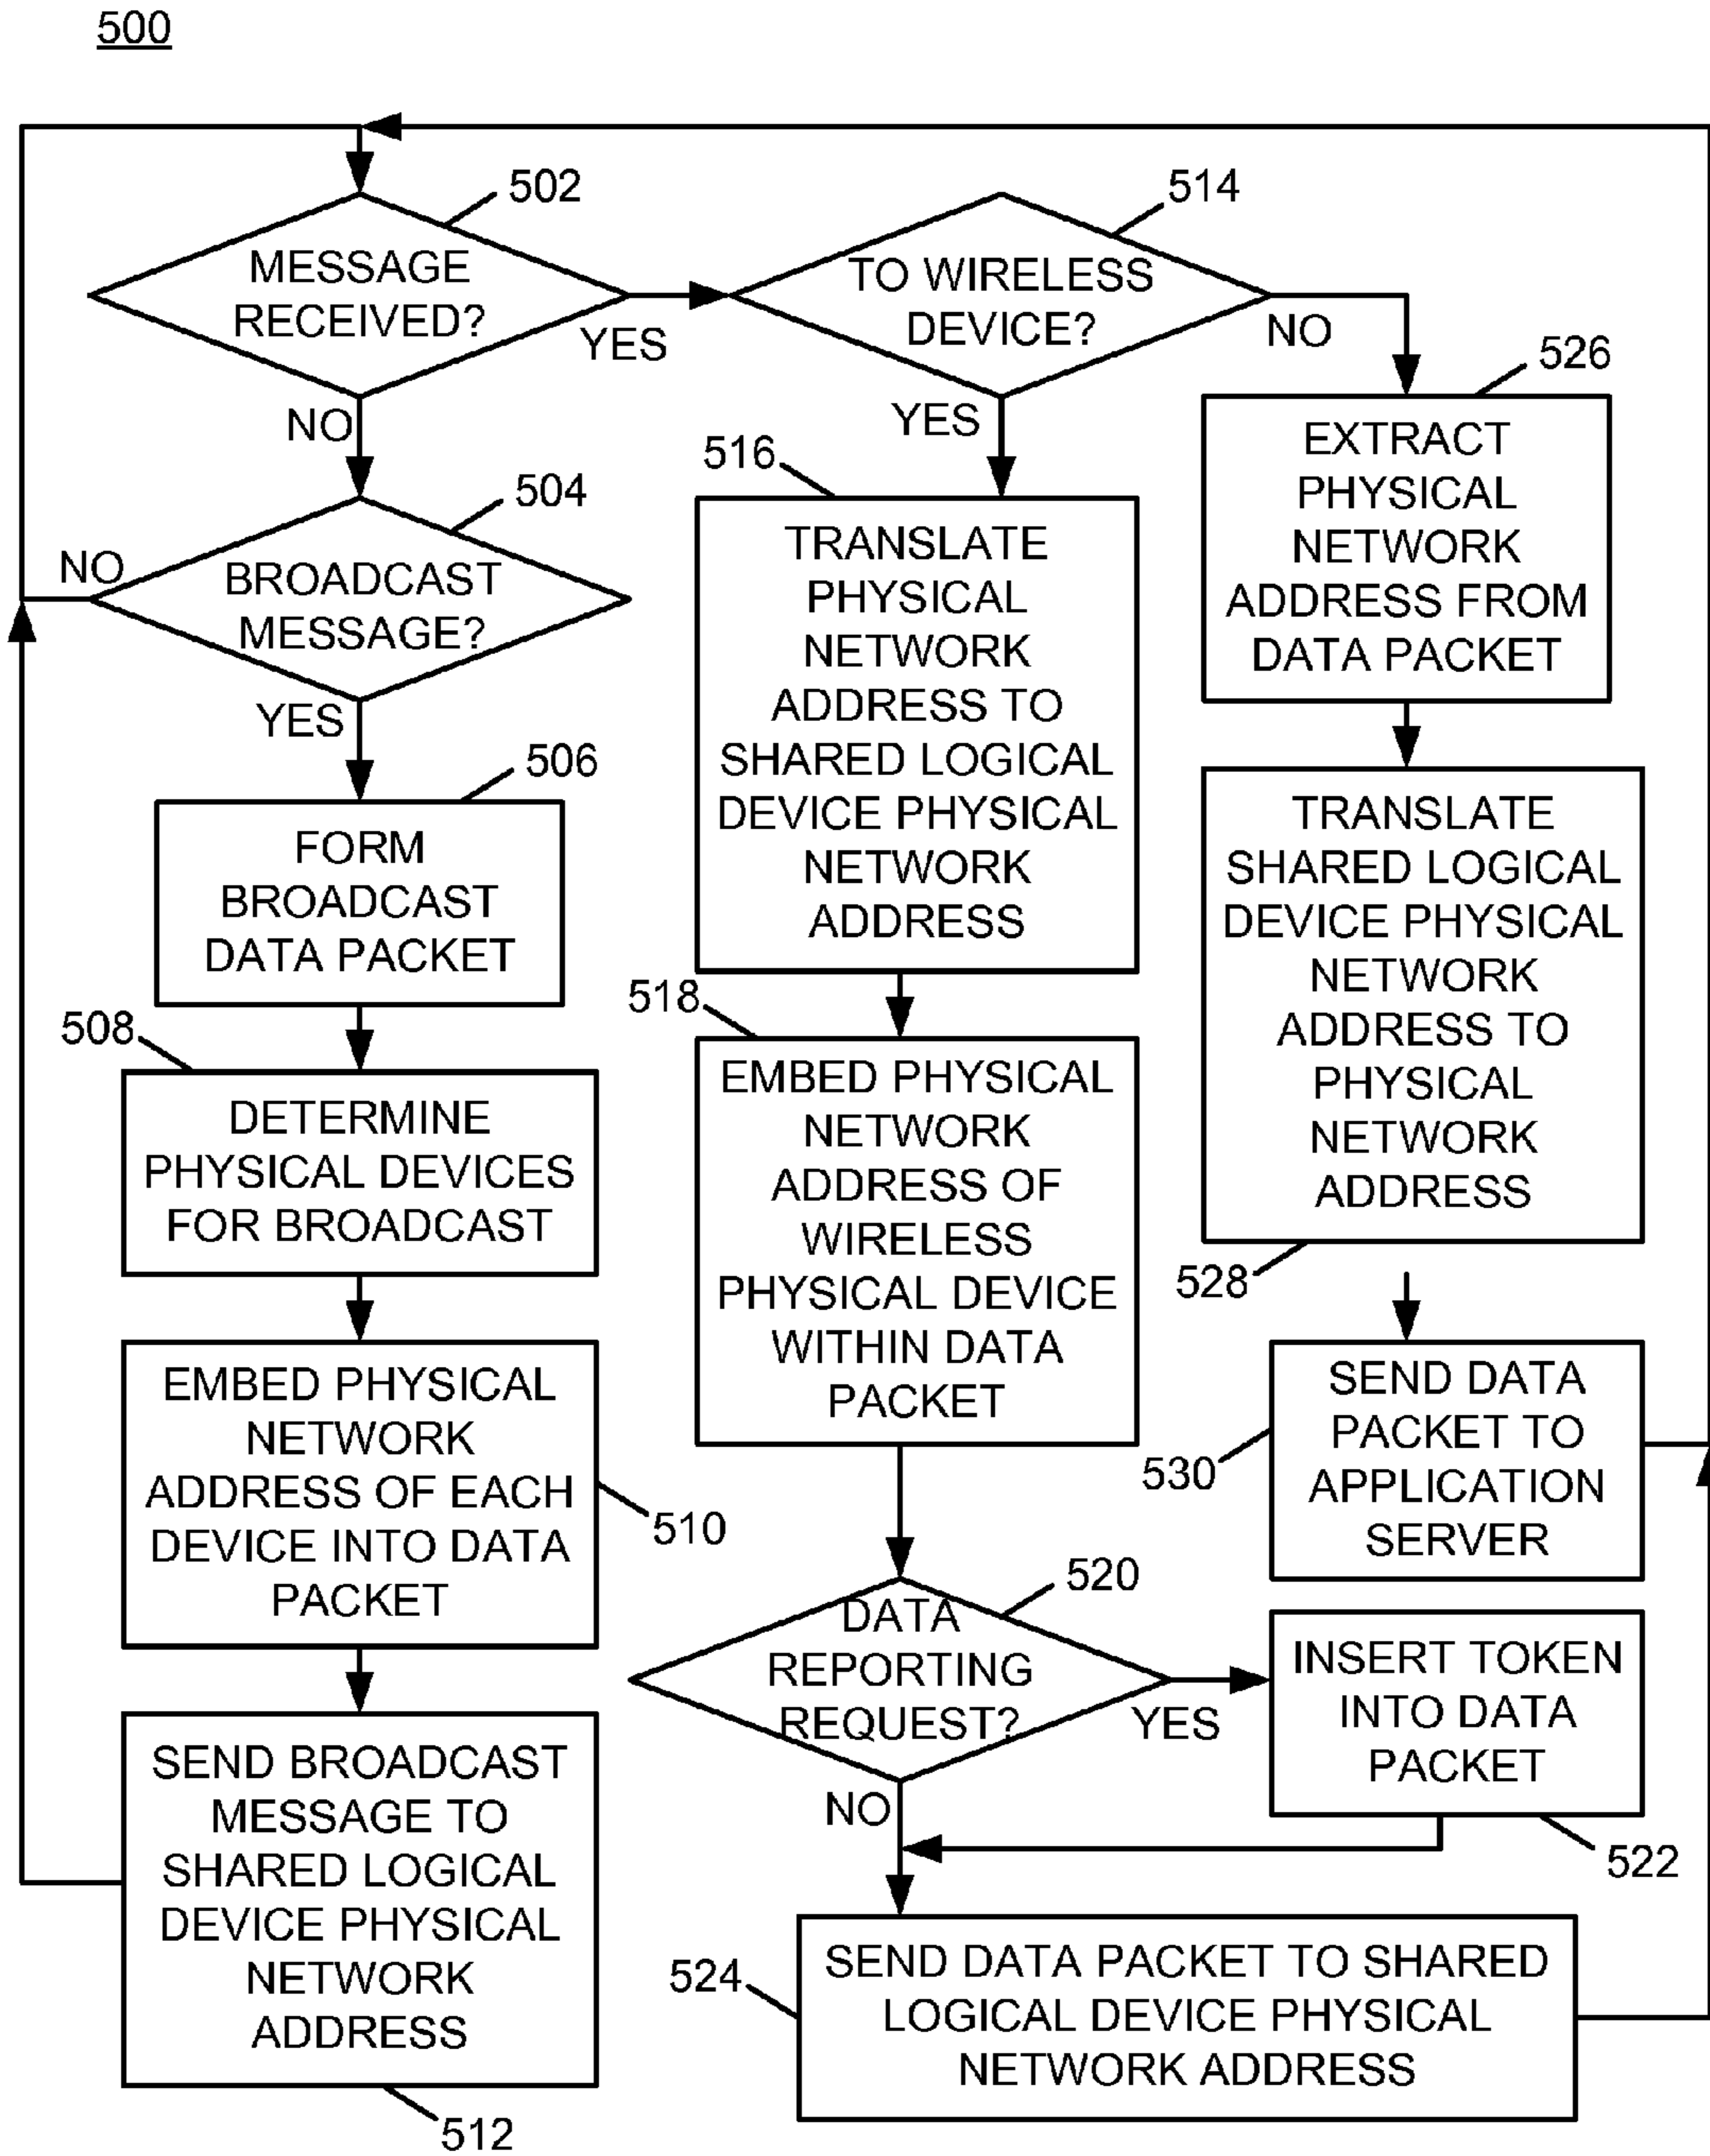 500
502
MESSAGE
RECEIVED?
YES
NO
504
BROADCAST
MESSAGE?
NO
YES
506
FORM
BROADCAST
DATA PACKET
508
DETERMINE
PHYSICAL DEVICES
FOR BROADCAST
EMBED PHYSICAL
NETWORK
ADDRESS OF EACH
DEVICE INTO DATA
PACKET
510
SEND BROADCAST
MESSAGE TO
SHARED LOGICAL
DEVICE PHYSICAL
NETWORK
ADDRESS
512
514
TO WIRELESS
DEVICE?
NO
YES
516
TRANSLATE
PHYSICAL
NETWORK
ADDRESS TO
SHARED LOGICAL
DEVICE PHYSICAL
NETWORK
ADDRESS
518
EMBED PHYSICAL
NETWORK
ADDRESS OF
WIRELESS
PHYSICAL DEVICE
WITHIN DATA
PACKET
520
DATA
REPORTING
REQUEST?
YES
NO
INSERT TOKEN
INTO DATA
PACKET
522
524
SEND DATA PACKET TO SHARED
LOGICAL DEVICE PHYSICAL
NETWORK ADDRESS
526
EXTRACT
PHYSICAL
NETWORK
ADDRESS FROM
DATA PACKET
TRANSLATE
SHARED LOGICAL
DEVICE PHYSICAL
NETWORK
ADDRESS TO
PHYSICAL
NETWORK
ADDRESS
528
SEND DATA
PACKET TO
APPLICATION
SERVER
530